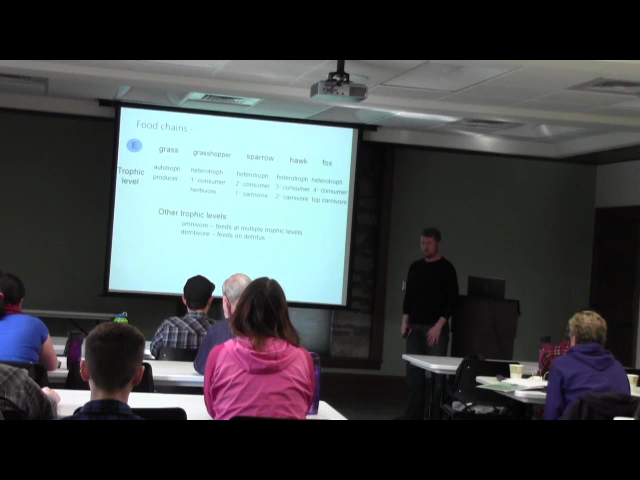 Food chains -
E grass grasshopper sparrow hawk fox
Trophic level
autotroph heterotroph heterotroph heterotroph heterotroph
producer 1° consumer 2° consumer 3° consumer 4° consumer
herbivore 1° carnivore 2° carnivore top carnivore
Other trophic levels:
omnivore – feeds at multiple trophic levels
detritivore – feeds on detritus